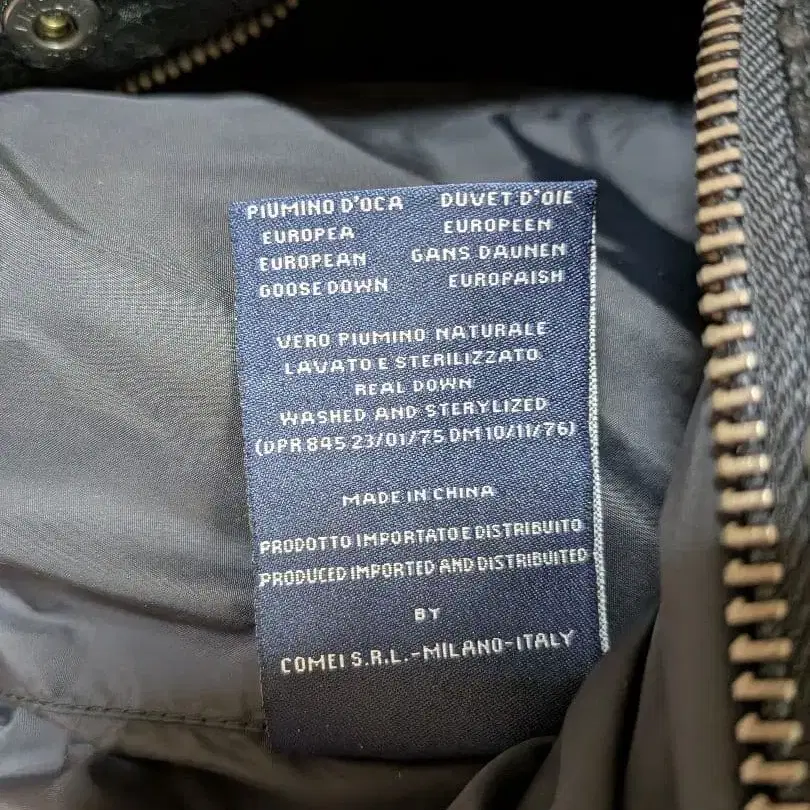 PIUMINO D'OCA DUVET D'OIE
EUROPEA EUROPEEN
EUROPEAN GANS DAUNEN
GOOSE DOWN EUROPAISH
VERO PIUMINO NATURALE
LAVATO E STERILIZZATO
REAL DOWN
WASHED AND STERYLIZED
(DPR 845 23/01/75 DM 10/11/76)
MADE IN CHINA
PRODOTTO IMPORTATO E DISTRIBUITO
PRODUCED IMPORTED AND DISTRIBUITED
BY
COMEI S.R.L.-MILANO-ITALY